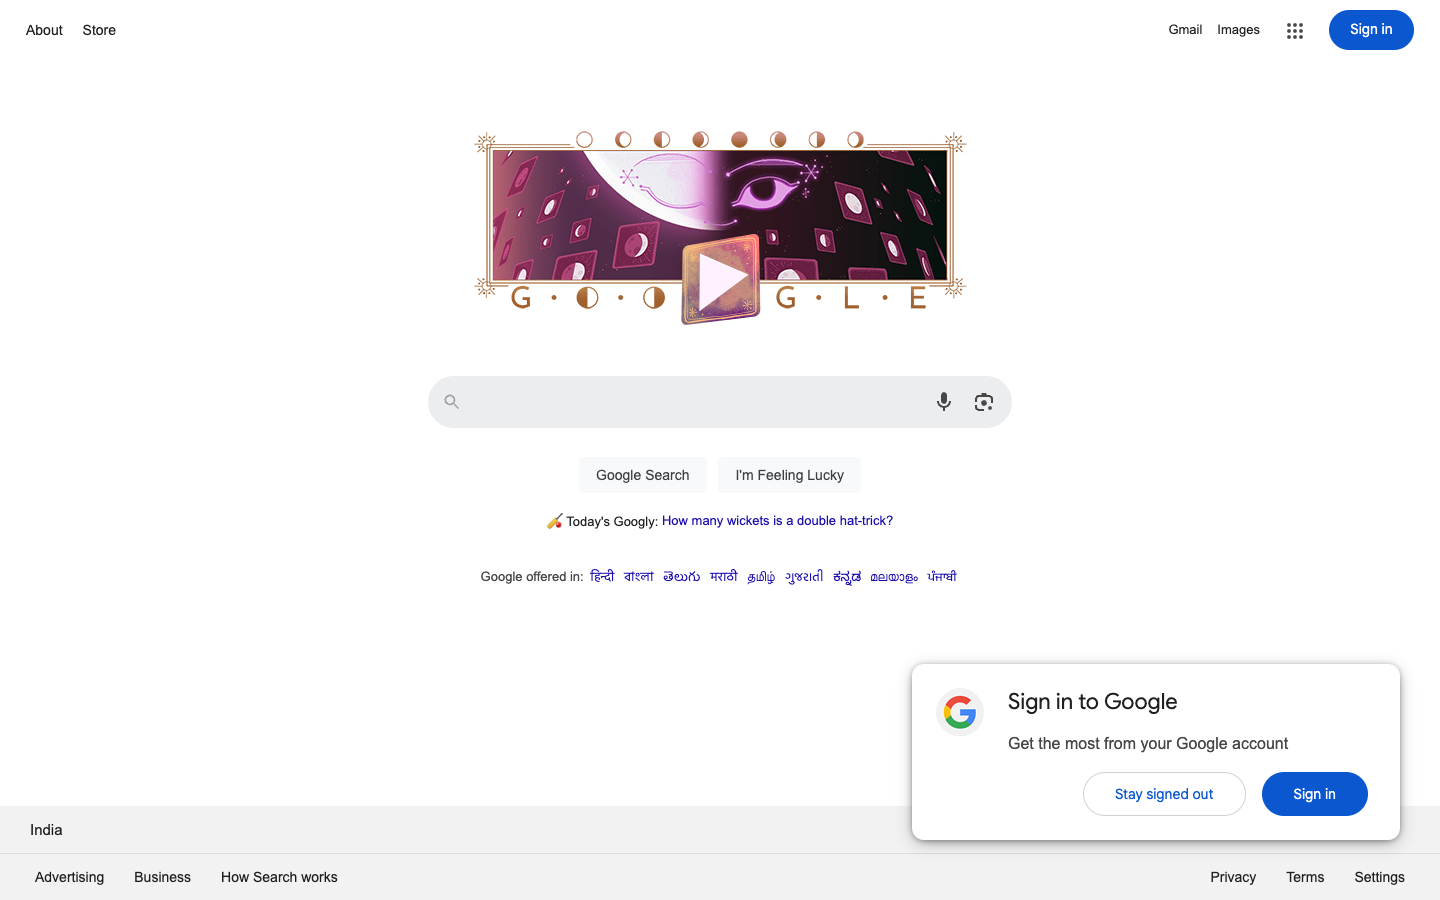 About Store
Gmail Images Sign in
G · O · O G · L · E
Google Search I'm Feeling Lucky
Today's Googly: How many wickets is a double hat-trick?
Google offered in: हिन्दी বাংলা తెలుగు मराठी தமிழ் ગુજરાતી ಕನ್ನಡ മലയാളം ਪੰਜਾਬੀ
Sign in to Google
Get the most from your Google account
Stay signed out Sign in
India
Advertising Business How Search works
Privacy Terms Settings